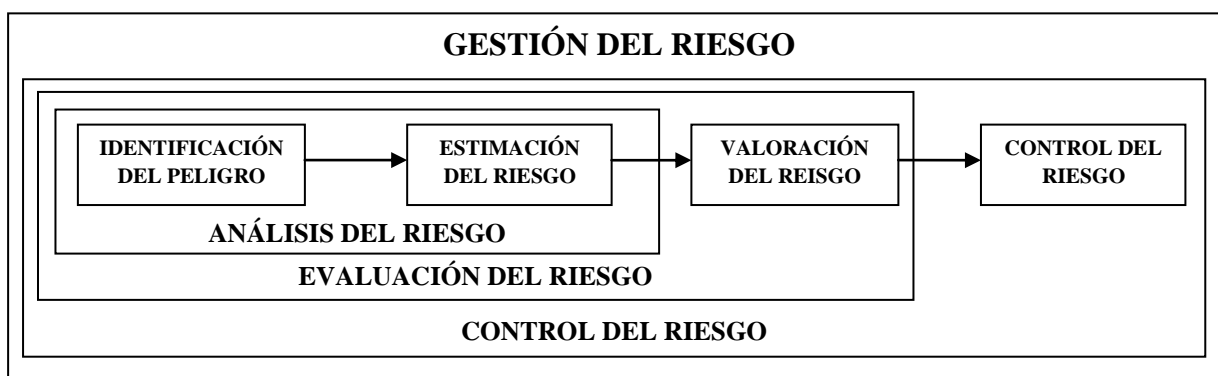 GESTIÓN DEL RIESGO
IDENTIFICACIÓN
DEL PELIGRO
ESTIMACIÓN
DEL RIESGO
VALORACIÓN
DEL REISGO
CONTROL DEL
RIESGO
ANÁLISIS DEL RIESGO
EVALUACIÓN DEL RIESGO
CONTROL DEL RIESGO